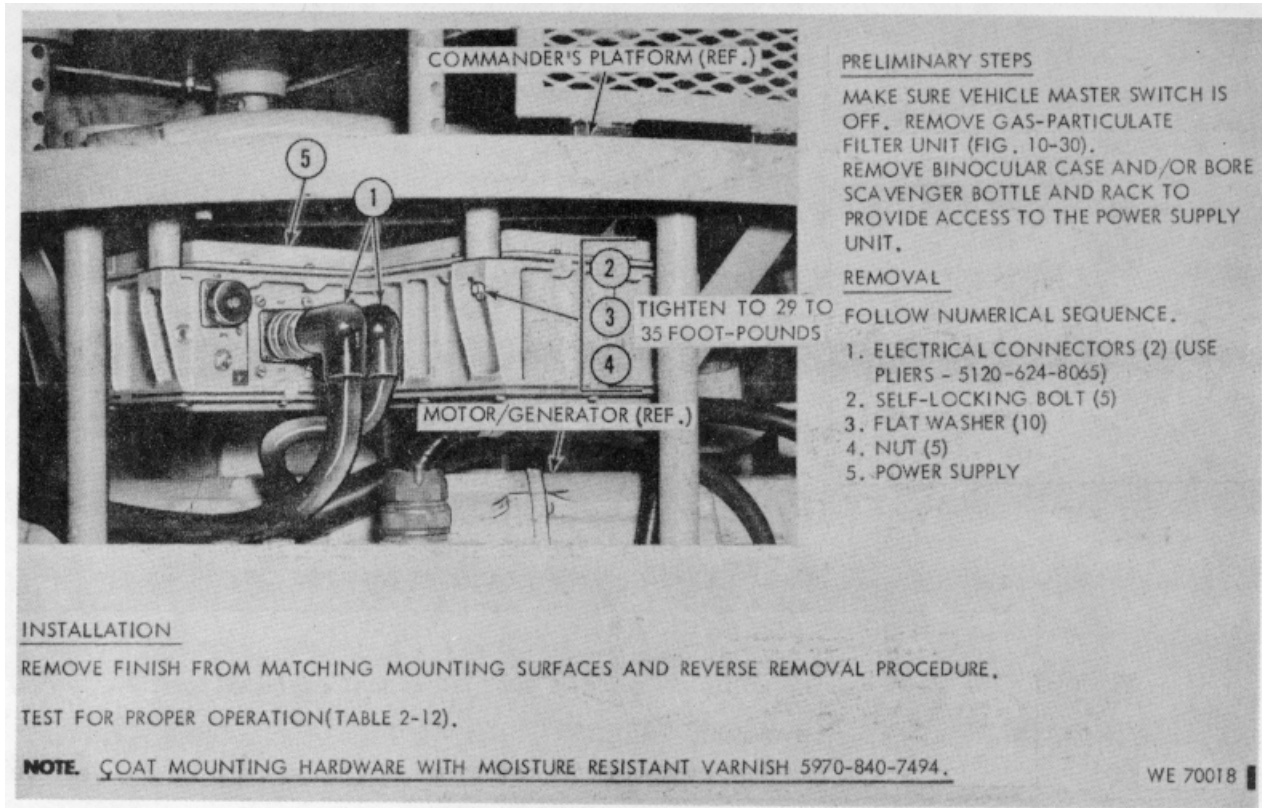 COMMANDER'S PLATFORM (REF.)
5
1
2
3
4
TIGHTEN TO 29 TO
35 FOOT-POUNDS
MOTOR/GENERATOR (REF.)
PRELIMINARY STEPS
MAKE SURE VEHICLE MASTER SWITCH IS
OFF. REMOVE GAS-PARTICULATE
FILTER UNIT (FIG. 10-30).
REMOVE BINOCULAR CASE AND/OR BORE
SCAVENGER BOTTLE AND RACK TO
PROVIDE ACCESS TO THE POWER SUPPLY
UNIT.
REMOVAL
FOLLOW NUMERICAL SEQUENCE.
1. ELECTRICAL CONNECTORS (2) (USE
PLIERS - 5120-624-8065)
2. SELF-LOCKING BOLT (5)
3. FLAT WASHER (10)
4. NUT (5)
5. POWER SUPPLY
INSTALLATION
REMOVE FINISH FROM MATCHING MOUNTING SURFACES AND REVERSE REMOVAL PROCEDURE.
TEST FOR PROPER OPERATION(TABLE 2-12).
NOTE. COAT MOUNTING HARDWARE WITH MOISTURE RESISTANT VARNISH 5970-840-7494.
WE 70018